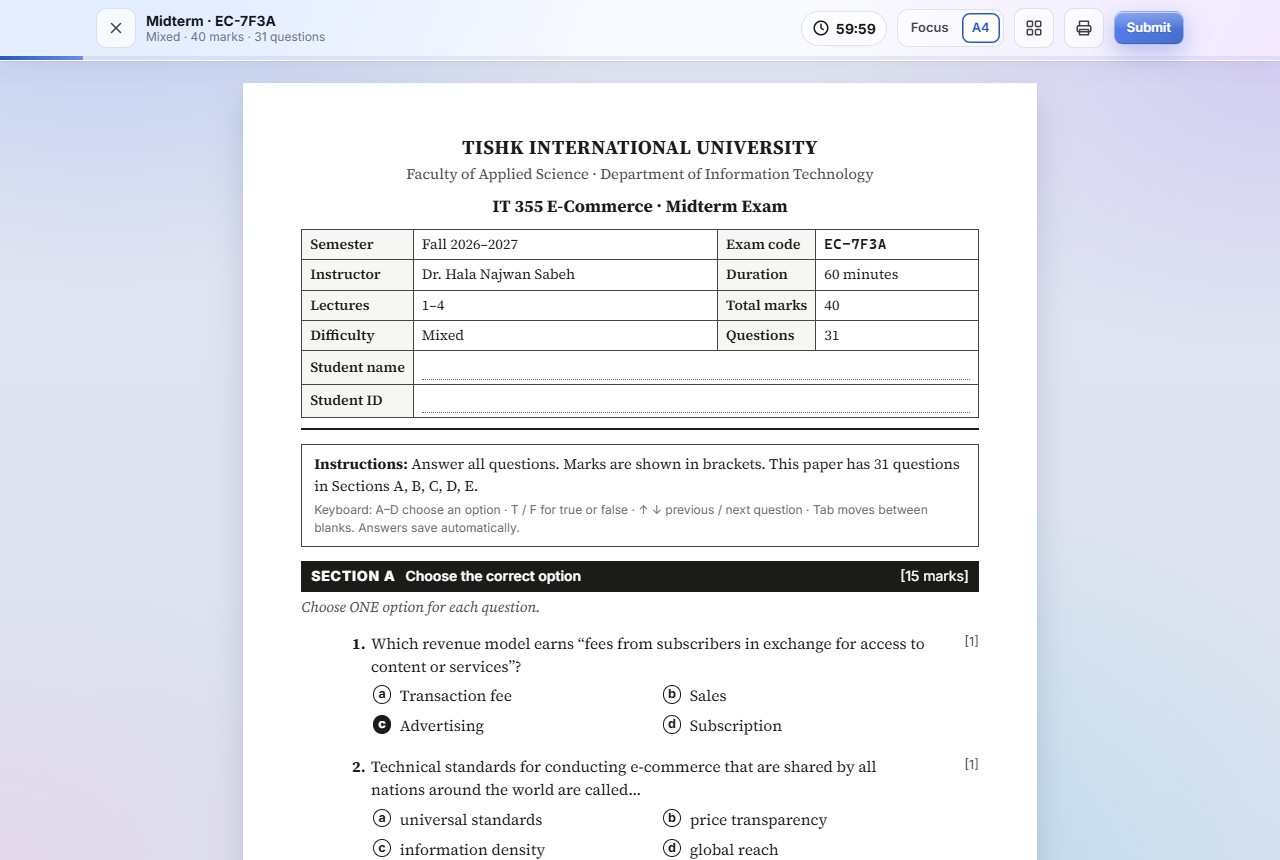 Midterm · EC-7F3A
Mixed · 40 marks · 31 questions
59:59
Focus
A4
Submit
TISHK INTERNATIONAL UNIVERSITY
Faculty of Applied Science · Department of Information Technology
IT 355 E-Commerce · Midterm Exam
Semester Fall 2026–2027 Exam code EC-7F3A
Instructor Dr. Hala Najwan Sabeh Duration 60 minutes
Lectures 1–4 Total marks 40
Difficulty Mixed Questions 31
Student name
Student ID
Instructions: Answer all questions. Marks are shown in brackets. This paper has 31 questions
in Sections A, B, C, D, E.
Keyboard: A–D choose an option · T / F for true or false · ↑ ↓ previous / next question · Tab moves between
blanks. Answers save automatically.
SECTION A Choose the correct option [15 marks]
Choose ONE option for each question.
1. Which revenue model earns “fees from subscribers in exchange for access to [1]
content or services”?
a Transaction fee b Sales
c Advertising d Subscription
2. Technical standards for conducting e-commerce that are shared by all [1]
nations around the world are called…
a universal standards b price transparency
c information density d global reach